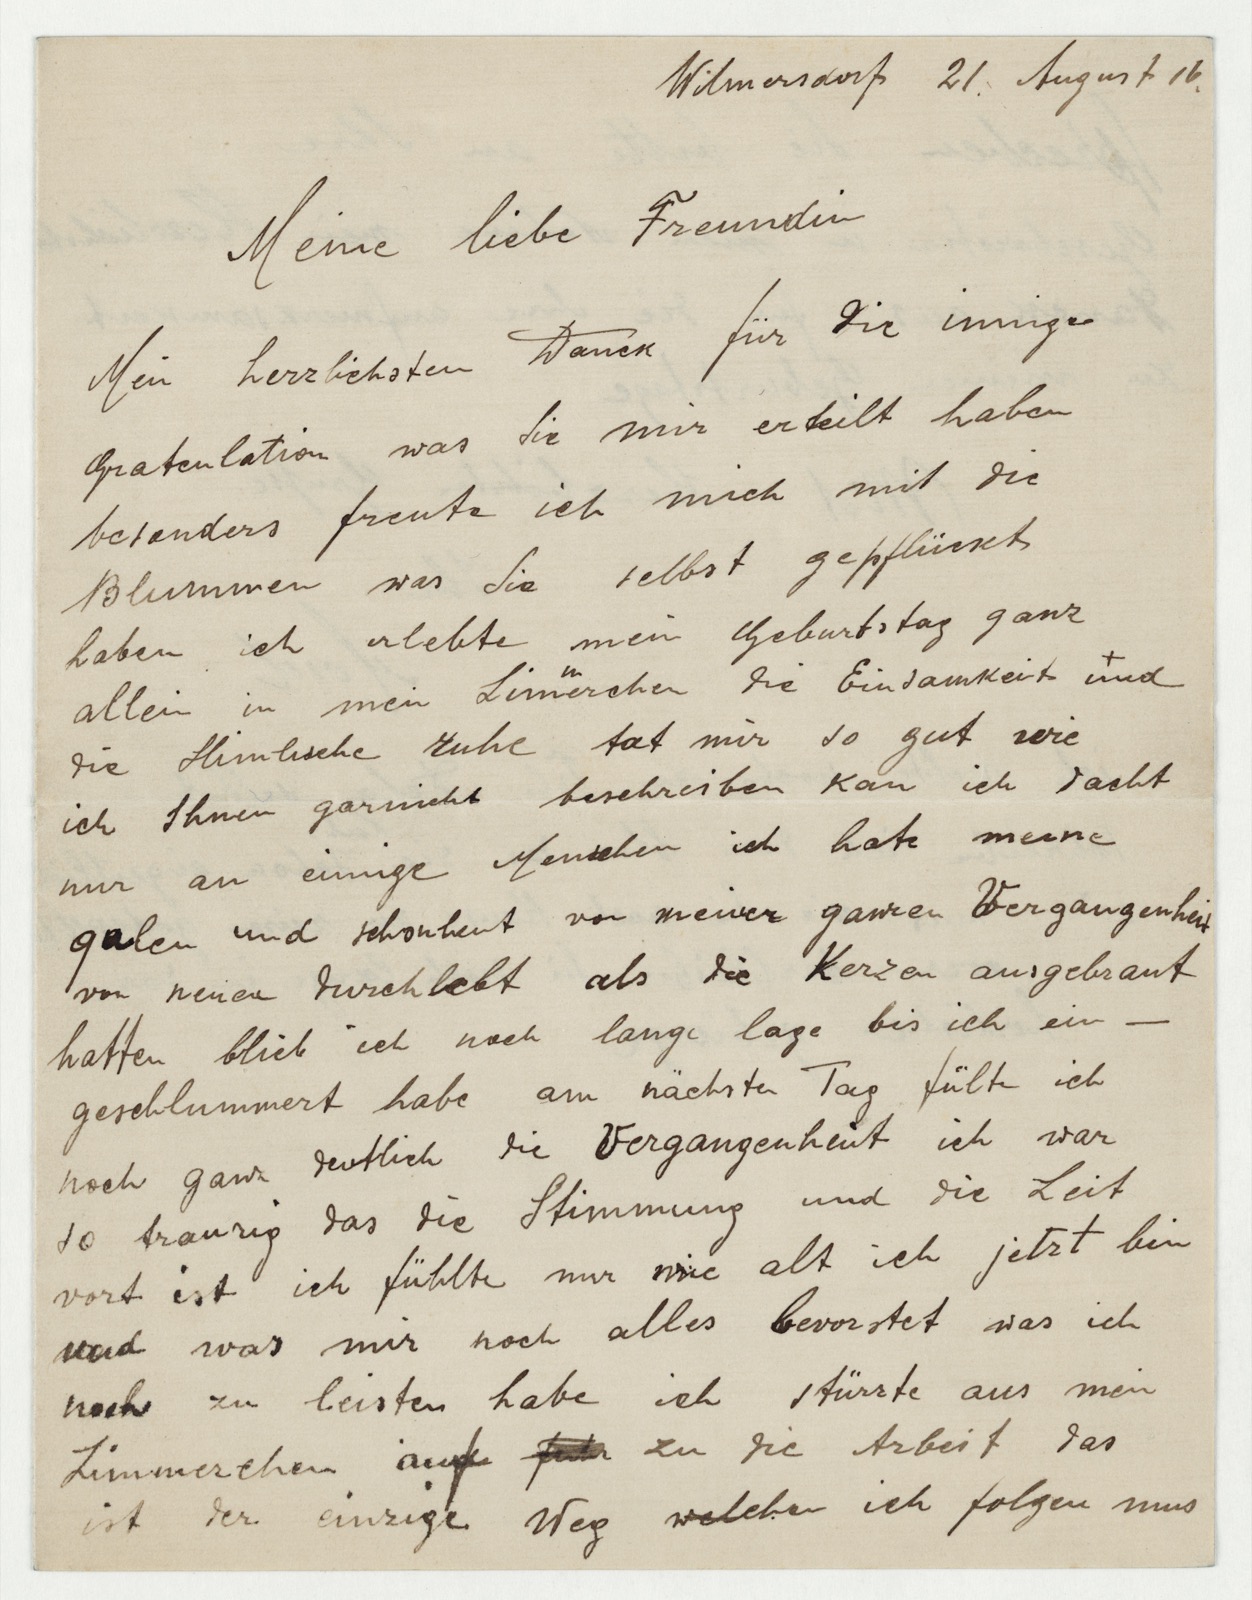 Wilmersdorf 21. August 16.
Meine liebe Freundin
Mein herzlichsten Danck für die innige
Gratulation was Sie mir erteilt haben
besonders freute ich mich mit die
Blummen was Sie selbst gepflückt
haben ich erlebte mein Geburtstag ganz
allein in mein Zimmerchen die Einsamkeit und
die Himlische ruhe tat mir so gut wie
ich Ihnen garnicht beschreiben kan ich dacht
nur an einige Menschen ich hate meine
qalen und schonheut von meiner ganzen Vergangenheit
von neuen durchlebt als die Kerzen ausgebrant
hatten blieb ich noch lange lage bis ich ein —
geschlummert habe am nächsten Tag fülte ich
noch ganz deutlich die Vergangenheit ich war
so traurig das die Stimmung und die Zeit
vort ist ich fühlte nur wie alt ich jetzt bin
und was mir noch alles bevorstet was ich
noch zu leisten habe ich stürzte aus mein
Zimmerchen auf zu die Arbeit das
ist der einzige Weg welchen ich folgen mus